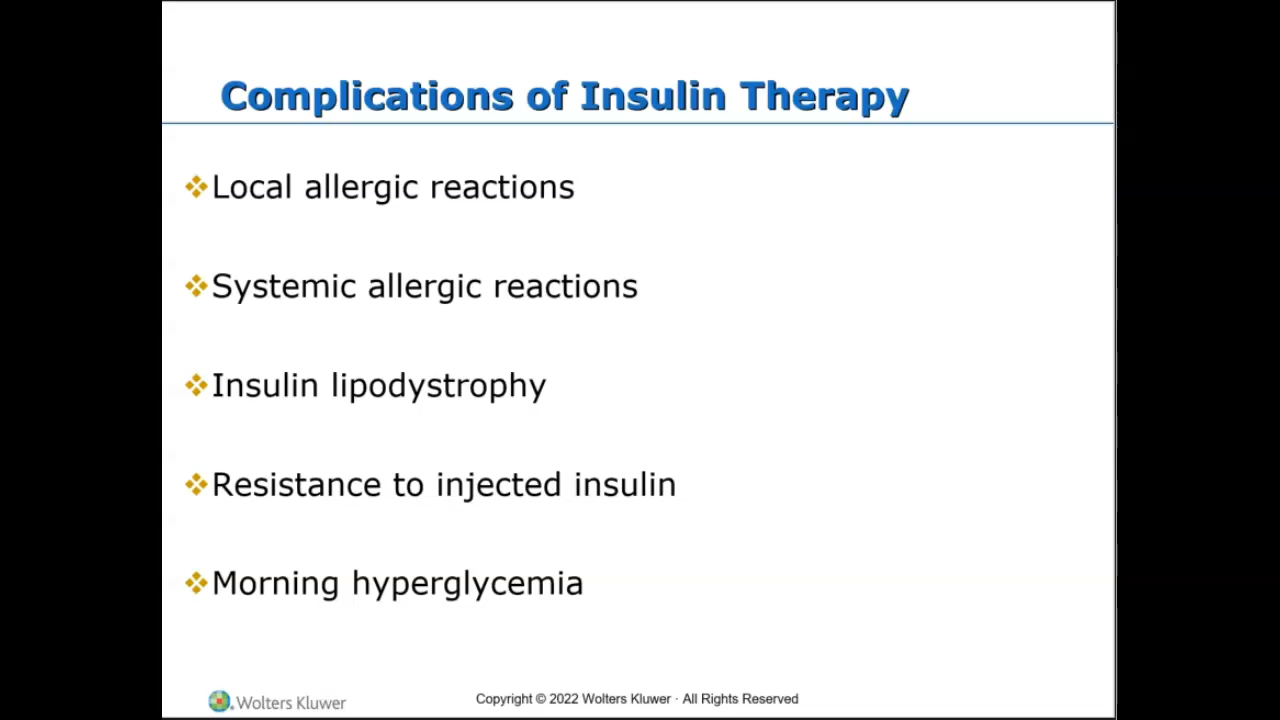 Complications of Insulin Therapy
❖Local allergic reactions
❖Systemic allergic reactions
❖Insulin lipodystrophy
❖Resistance to injected insulin
❖Morning hyperglycemia
Wolters Kluwer
Copyright © 2022 Wolters Kluwer · All Rights Reserved